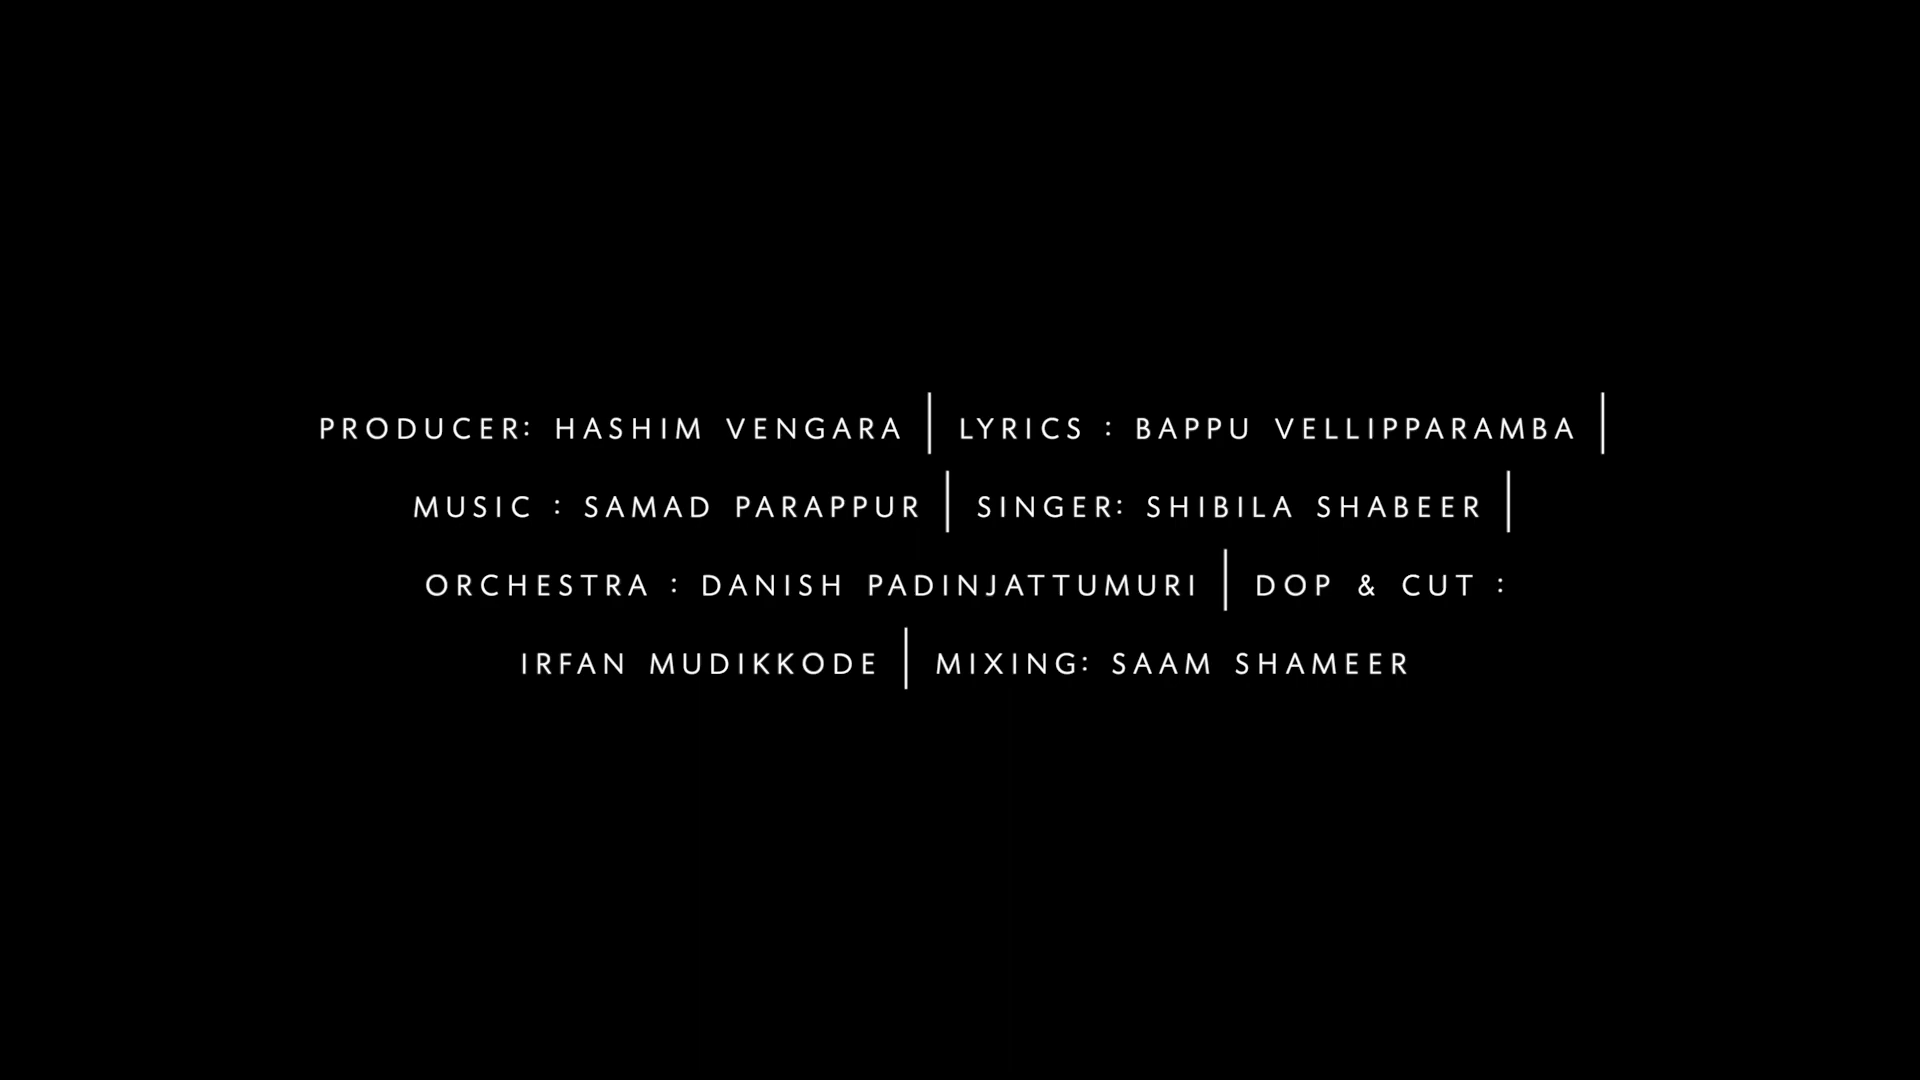 PRODUCER: HASHIM VENGARA | LYRICS : BAPPU VELLIPPARAMBA |
MUSIC : SAMAD PARAPPUR | SINGER: SHIBILA SHABEER |
ORCHESTRA : DANISH PADINJATTUMURI | DOP & CUT :
IRFAN MUDIKKODE | MIXING: SAAM SHAMEER